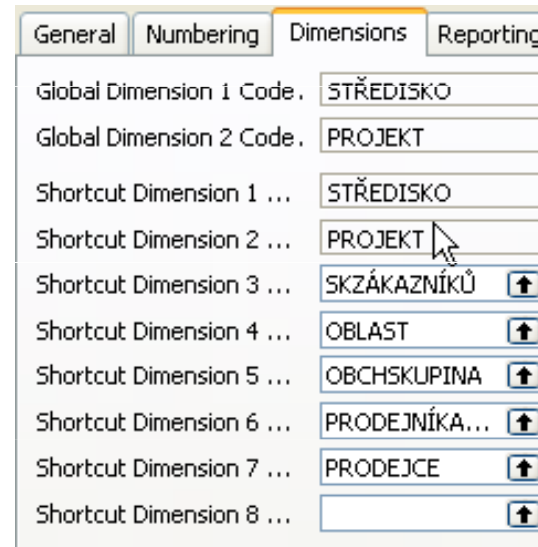 General Numbering Dimensions Reporting
Global Dimension 1 Code. STŘEDISKO
Global Dimension 2 Code. PROJEKT
Shortcut Dimension 1 ... STŘEDISKO
Shortcut Dimension 2 ... PROJEKT
Shortcut Dimension 3 ... SKZÁKAZNÍKŮ
Shortcut Dimension 4 ... OBLAST
Shortcut Dimension 5 ... OBCHSKUPINA
Shortcut Dimension 6 ... PRODEJNÍKA...
Shortcut Dimension 7 ... PRODEJCE
Shortcut Dimension 8 ...